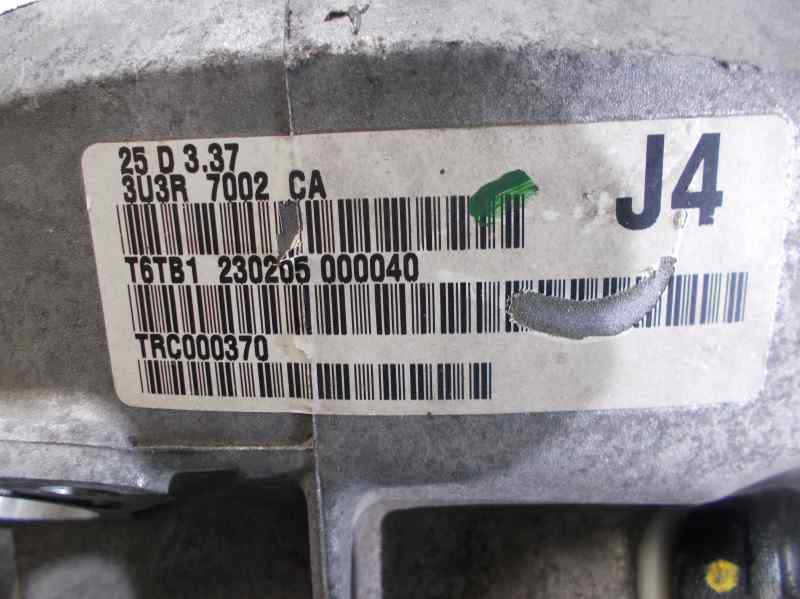 25 D 3.37
3U3R 7002 CA
J4
T6TB1 230205 000040
TRC000370